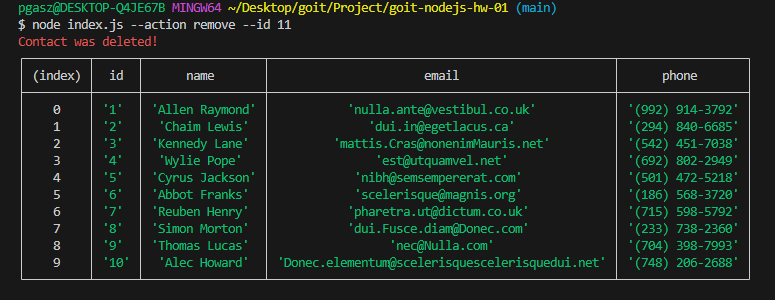 pgasz@DESKTOP-Q4JE67B MINGW64 ~/Desktop/goit/Project/goit-nodejs-hw-01 (main)
$ node index.js --action remove --id 11
Contact was deleted!
(index) id name email phone
0 '1' 'Allen Raymond' 'nulla.ante@vestibul.co.uk' '(992) 914-3792'
1 '2' 'Chaim Lewis' 'dui.in@egetlacus.ca' '(294) 840-6685'
2 '3' 'Kennedy Lane' 'mattis.Cras@nonenimMauris.net' '(542) 451-7038'
3 '4' 'Wylie Pope' 'est@utquamvel.net' '(692) 802-2949'
4 '5' 'Cyrus Jackson' 'nibh@semsempererat.com' '(501) 472-5218'
5 '6' 'Abbot Franks' 'scelerisque@magnis.org' '(186) 568-3720'
6 '7' 'Reuben Henry' 'pharetra.ut@dictum.co.uk' '(715) 598-5792'
7 '8' 'Simon Morton' 'dui.Fusce.diam@Donec.com' '(233) 738-2360'
8 '9' 'Thomas Lucas' 'nec@Nulla.com' '(704) 398-7993'
9 '10' 'Alec Howard' 'Donec.elementum@scelerisquescelerisquedui.net' '(748) 206-2688'